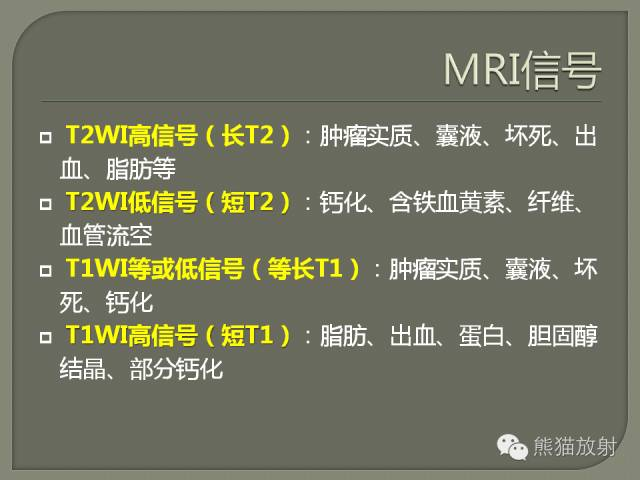 MRI信号
T2WI高信号（长T2）：肿瘤实质、囊液、坏死、出
血、脂肪等
T2WI低信号（短T2）：钙化、含铁血黄素、纤维、
血管流空
T1WI等或低信号（等长T1）：肿瘤实质、囊液、坏
死、钙化
T1WI高信号（短T1）：脂肪、出血、蛋白、胆固醇
结晶、部分钙化
熊猫放射